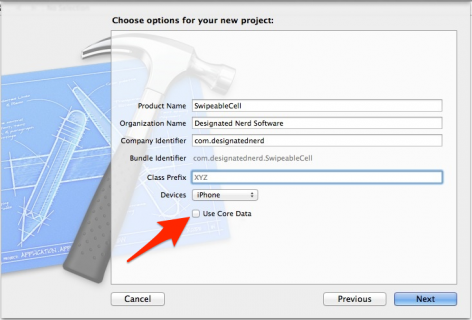 Choose options for your new project:
Product Name SwipeableCell
Organization Name Designated Nerd Software
Company Identifier com.designatednerd
Bundle Identifier com.designatednerd.SwipeableCell
Class Prefix XYZ
Devices iPhone
Use Core Data
Cancel Previous Next